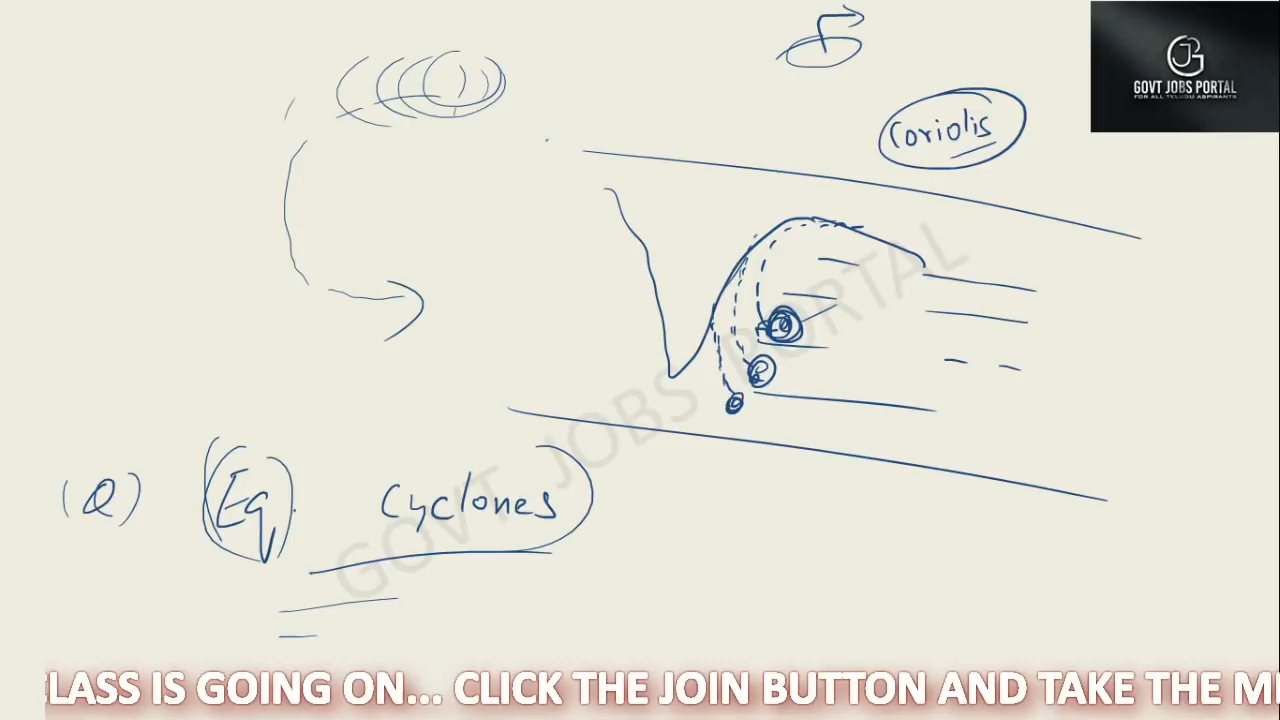 GOVT JOBS PORTAL
FOR ALL TELUGU ASPIRANTS
Coriolis
GOVT JOBS PORTAL
(Q) (Eq) Cyclones
CLASS IS GOING ON... CLICK THE JOIN BUTTON AND TAKE THE M